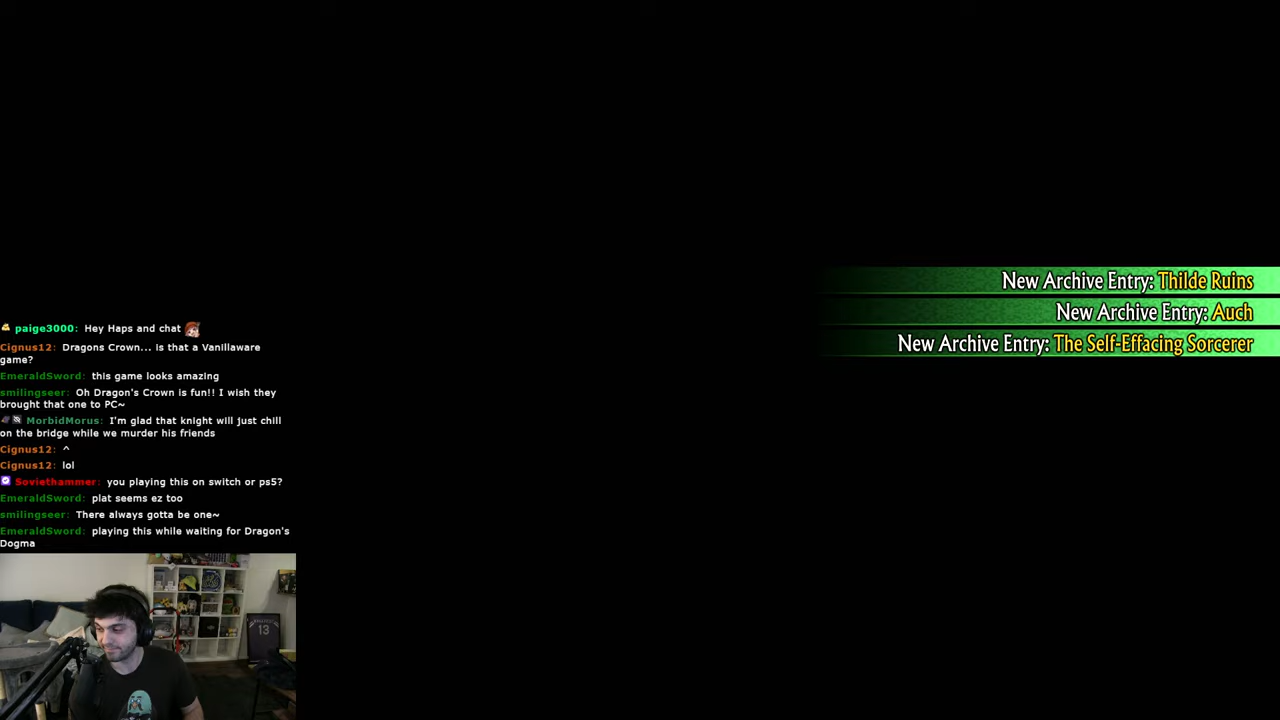 New Archive Entry: Thilde Ruins
New Archive Entry: Auch
New Archive Entry: The Self-Effacing Sorcerer
paige3000: Hey Haps and chat
Cignus12: Dragons Crown... is that a Vanillaware
game?
EmeraldSword: this game looks amazing
smilingseer: Oh Dragon's Crown is fun!! I wish they
brought that one to PC~
MorbidMorus: I'm glad that knight will just chill
on the bridge while we murder his friends
Cignus12: ^
Cignus12: lol
Soviethammer: you playing this on switch or ps5?
EmeraldSword: plat seems ez too
smilingseer: There always gotta be one~
EmeraldSword: playing this while waiting for Dragon's
Dogma
13